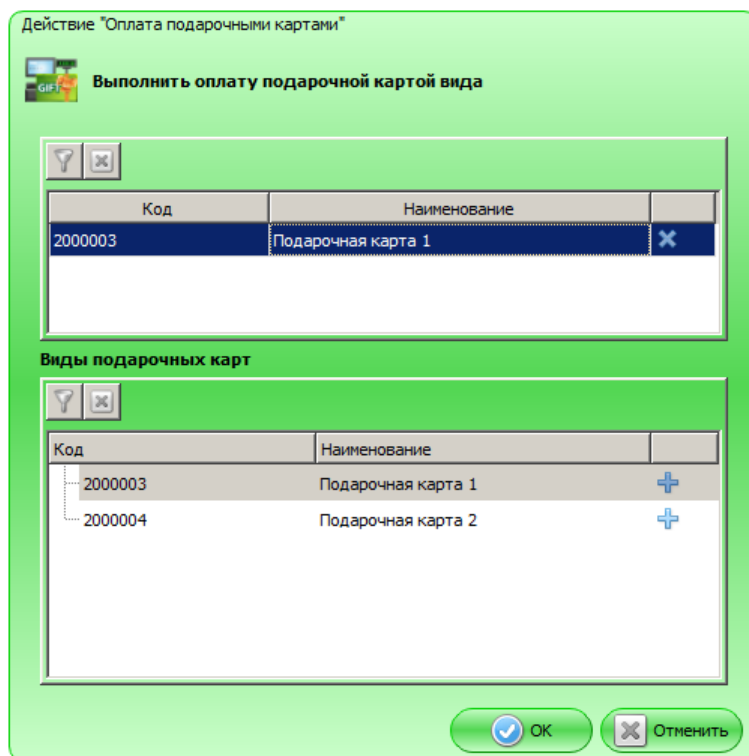 Действие "Оплата подарочными картами"
GIFT
Выполнить оплату подарочной картой вида
Код Наименование
2000003 Подарочная карта 1
Виды подарочных карт
Код Наименование
2000003 Подарочная карта 1
2000004 Подарочная карта 2
ОК Отменить